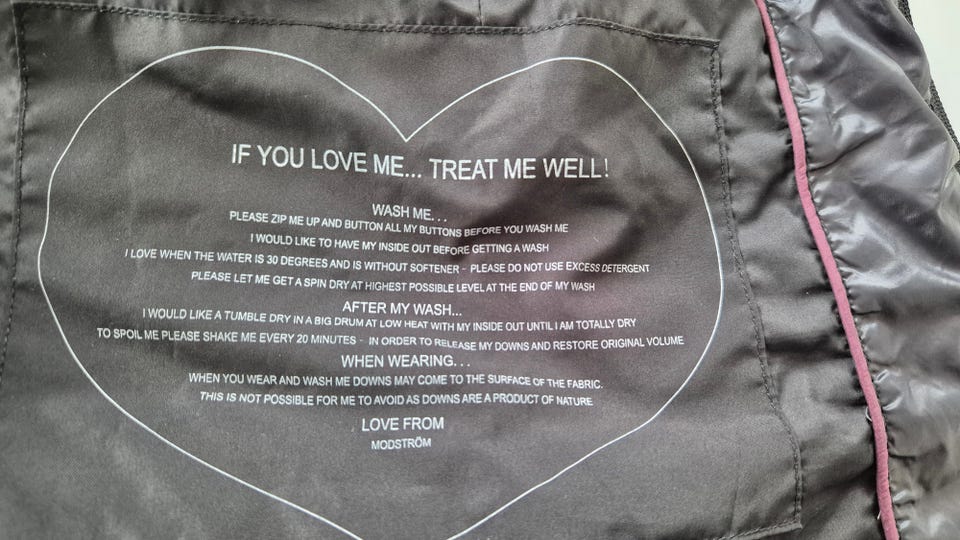 IF YOU LOVE ME... TREAT ME WELL!
WASH ME...
PLEASE ZIP ME UP AND BUTTON ALL MY BUTTONS BEFORE YOU WASH ME
I WOULD LIKE TO HAVE MY INSIDE OUT BEFORE GETTING A WASH
I LOVE WHEN THE WATER IS 30 DEGREES AND IS WITHOUT SOFTENER - PLEASE DO NOT USE EXCESS DETERGENT
PLEASE LET ME GET A SPIN DRY AT HIGHEST POSSIBLE LEVEL AT THE END OF MY WASH
AFTER MY WASH...
I WOULD LIKE A TUMBLE DRY IN A BIG DRUM AT LOW HEAT WITH MY INSIDE OUT UNTIL I AM TOTALLY DRY
TO SPOIL ME PLEASE SHAKE ME EVERY 20 MINUTES - IN ORDER TO RELEASE MY DOWNS AND RESTORE ORIGINAL VOLUME
WHEN WEARING...
WHEN YOU WEAR AND WASH ME DOWNS MAY COME TO THE SURFACE OF THE FABRIC.
THIS IS NOT POSSIBLE FOR ME TO AVOID AS DOWNS ARE A PRODUCT OF NATURE
LOVE FROM
MODSTRÖM